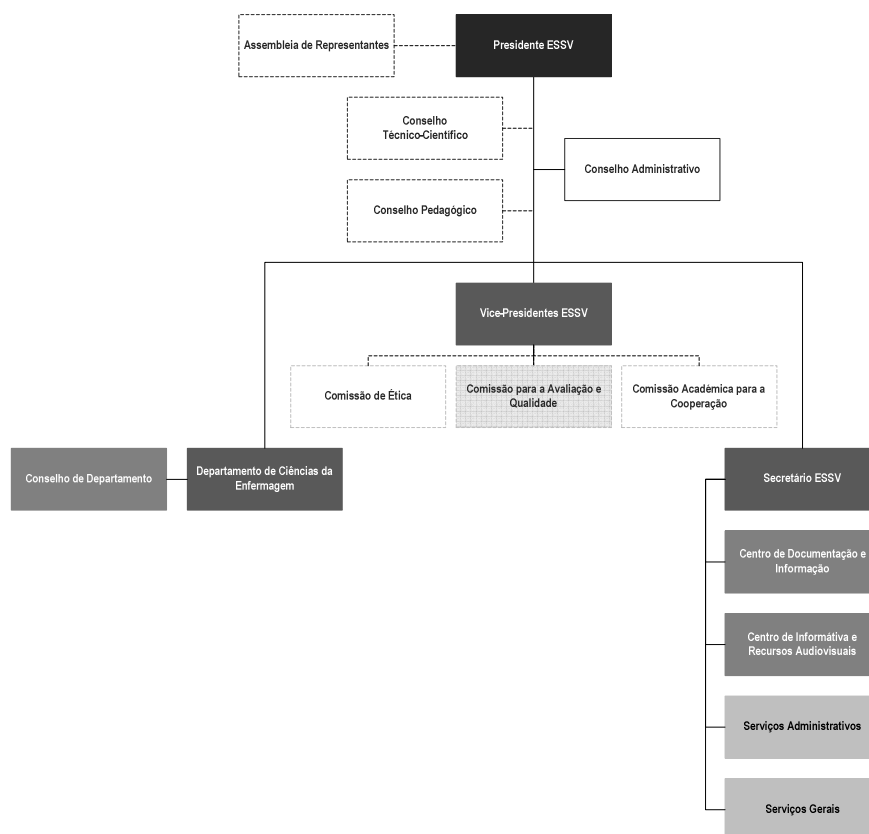 Assembleia de Representantes
Presidente ESSV
Conselho
Técnico-Científico
Conselho Administrativo
Conselho Pedagógico
Vice-Presidentes ESSV
Comissão de Ética
Comissão para a Avaliação e
Qualidade
Comissão Académica para a
Cooperação
Conselho de Departamento
Departamento de Ciências da
Enfermagem
Secretário ESSV
Centro de Documentação e
Informação
Centro de Informátiva e
Recursos Audiovisuais
Serviços Administrativos
Serviços Gerais